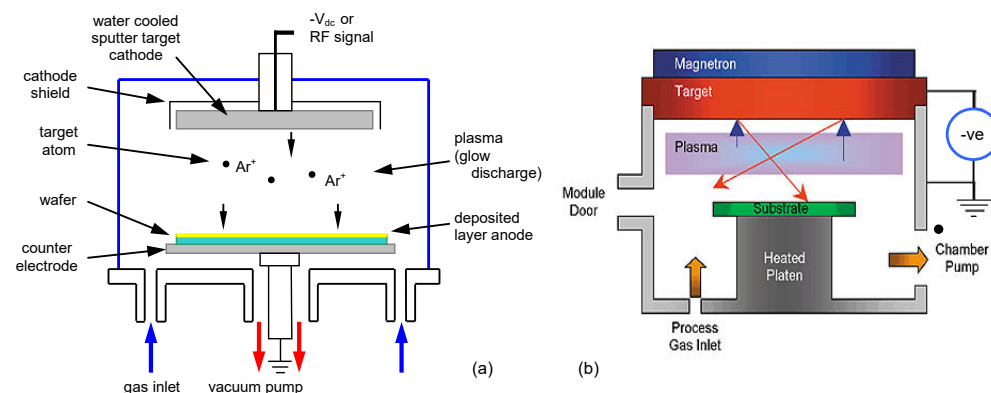 water cooled
sputter target
cathode
-Vdc or
RF signal
cathode
shield
target
atom
Ar+
Ar+
plasma
(glow
discharge)
wafer
deposited
layer anode
counter
electrode
gas inlet
vacuum pump
(a)
Magnetron
Target
-ve
Plasma
Module
Door
Substrate
Heated
Platen
Chamber
Pump
Process
Gas Inlet
(b)